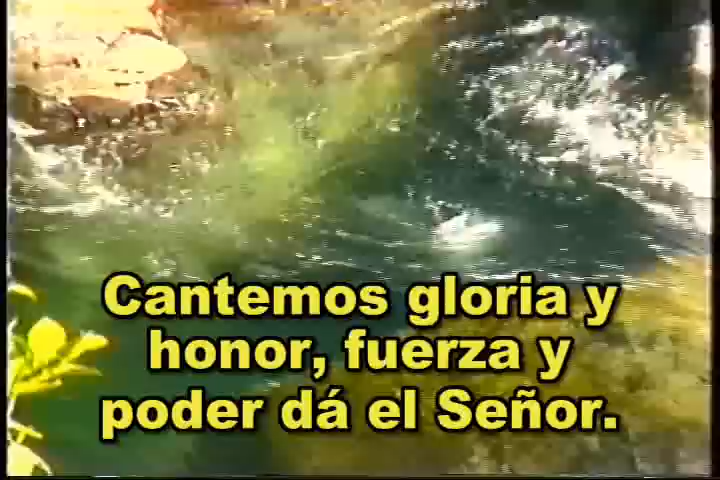 Cantemos gloria y
honor, fuerza y
poder dá el Señor.